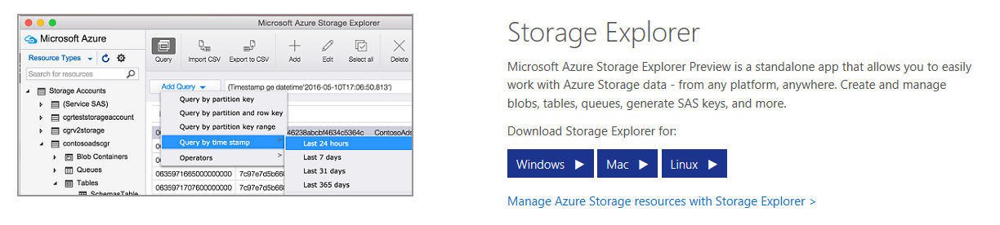 Microsoft Azure Storage Explorer
Microsoft Azure
Resource Types
Search for resources
Storage Accounts
(Service SAS)
cgrteststorageaccount
cgrv2storage
contosoadscgr
Blob Containers
Queues
Tables
SchemasTable
Query
Import CSV
Export to CSV
Add
Edit
Select all
Delete
Add Query
(Timestamp ge datetime'2016-05-10T17:06:50.813')
Query by partition key
Query by partition and row key
Query by partition key range
Query by time stamp >
Operators >
46238abcbf4634c5364c ContosoAds
Last 24 hours
Last 7 days
Last 31 days
Last 365 days
0635971665000000000 7c97e7d5b660
0635971707600000000 7c97e7d5b660
Storage Explorer
Microsoft Azure Storage Explorer Preview is a standalone app that allows you to easily
work with Azure Storage data - from any platform, anywhere. Create and manage
blobs, tables, queues, generate SAS keys, and more.
Download Storage Explorer for:
Windows
Mac
Linux
Manage Azure Storage resources with Storage Explorer >